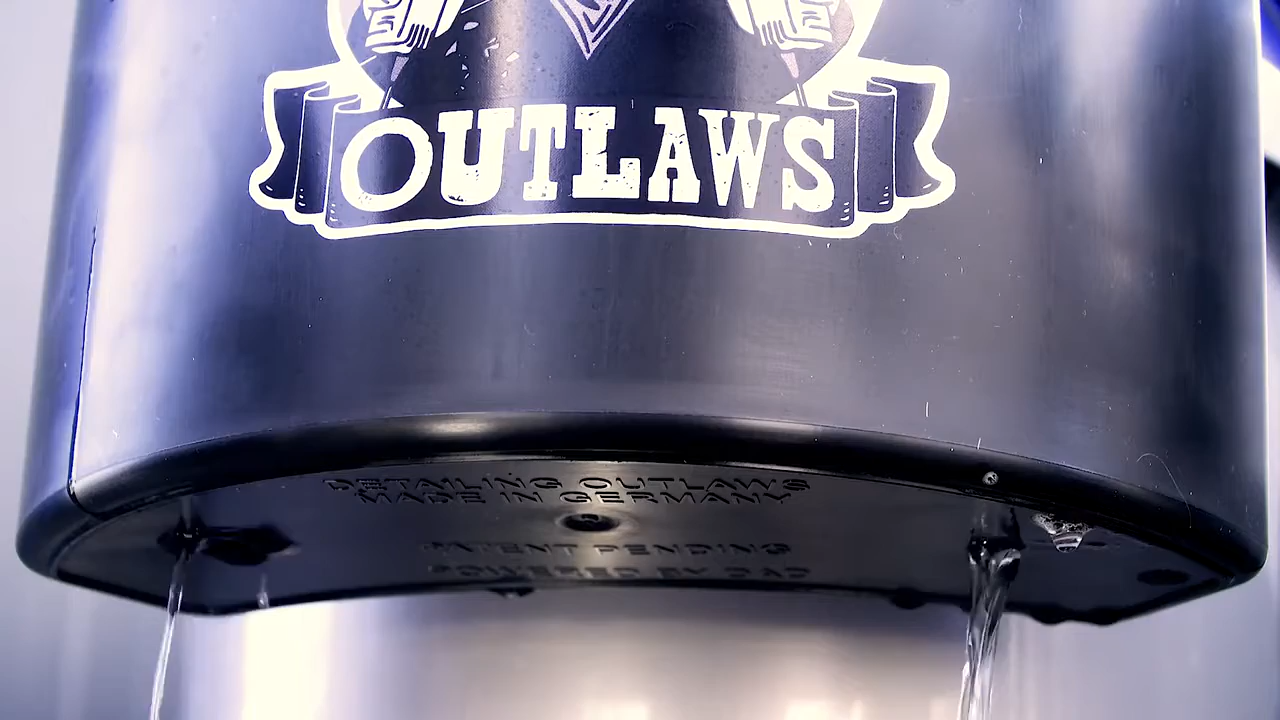 OUTLAWS
DETAILING OUTLAWS
MADE IN GERMANY
PATENT PENDING
POWERED BY DAD